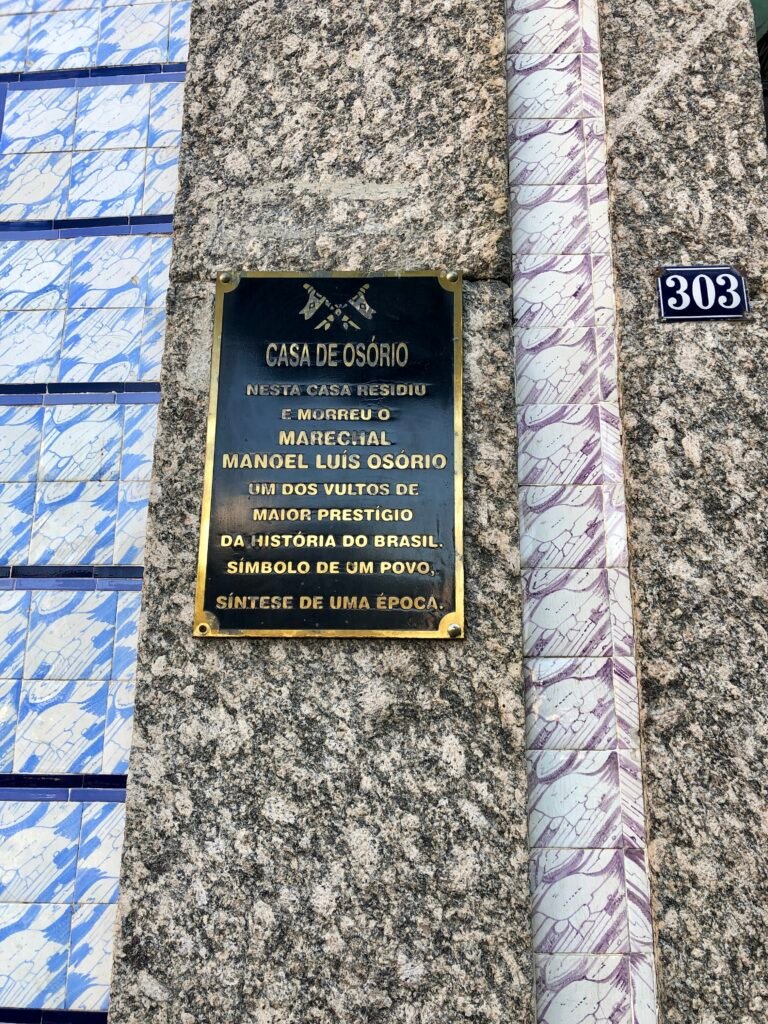 CASA DE OSÓRIO
NESTA CASA RESIDIU
E MORREU O
MARECHAL
MANOEL LUÍS OSÓRIO
UM DOS VULTOS DE
MAIOR PRESTÍGIO
DA HISTÓRIA DO BRASIL.
SÍMBOLO DE UM POVO,
SÍNTESE DE UMA ÉPOCA.
303